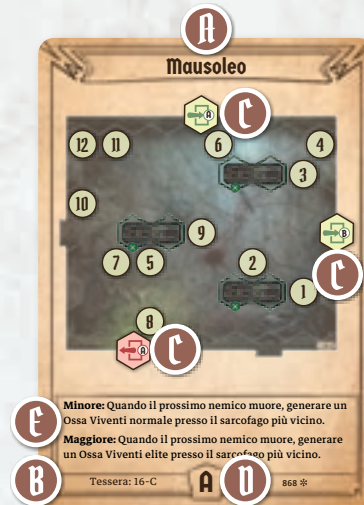 A
Mausoleo
A
C
12
11
6
4
3
10
B
9
C
7
5
2
1
8
A
C
E
Minore: Quando il prossimo nemico muore, generare un
Ossa Viventi normale presso il sarcofago più vicino.
Maggiore: Quando il prossimo nemico muore, generare
un Ossa Viventi elite presso il sarcofago più vicino.
B
Tessera: 16-C
A
D
868